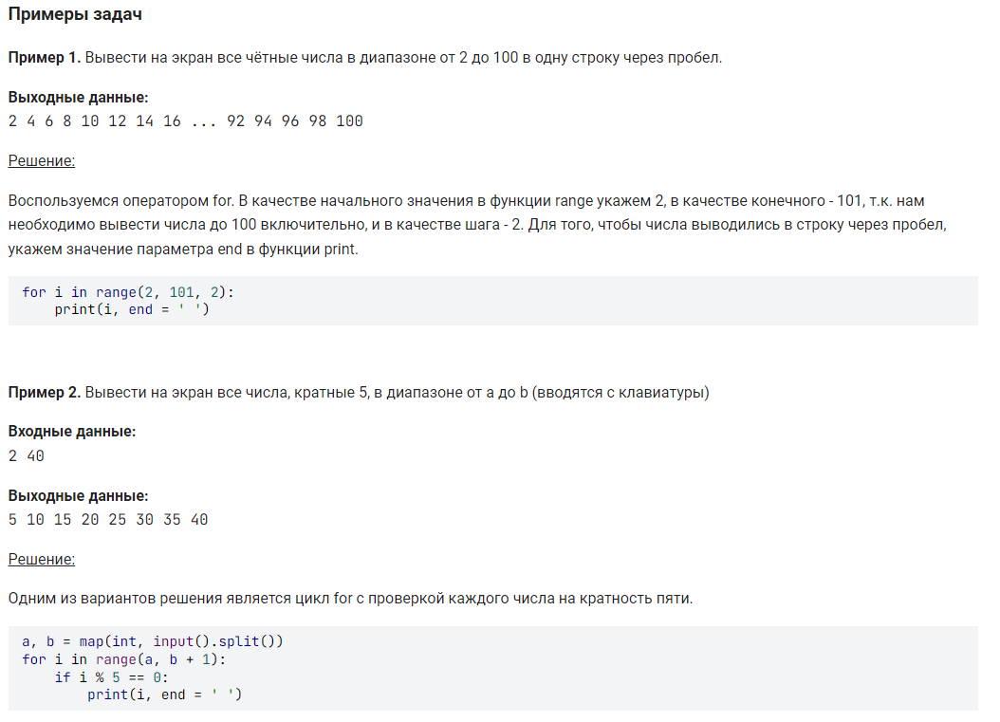 Примеры задач
Пример 1. Вывести на экран все чётные числа в диапазоне от 2 до 100 в одну строку через пробел.
Выходные данные:
2 4 6 8 10 12 14 16 ... 92 94 96 98 100
Решение:
Воспользуемся оператором for. В качестве начального значения в функции range укажем 2, в качестве конечного - 101, т.к. нам
необходимо вывести числа до 100 включительно, и в качестве шага - 2. Для того, чтобы числа выводились в строку через пробел,
укажем значение параметра end в функции print.
for i in range(2, 101, 2):
    print(i, end = ' ')
Пример 2. Вывести на экран все числа, кратные 5, в диапазоне от a до b (вводятся с клавиатуры)
Входные данные:
2 40
Выходные данные:
5 10 15 20 25 30 35 40
Решение:
Одним из вариантов решения является цикл for с проверкой каждого числа на кратность пяти.
a, b = map(int, input().split())
for i in range(a, b + 1):
    if i % 5 == 0:
        print(i, end = ' ')